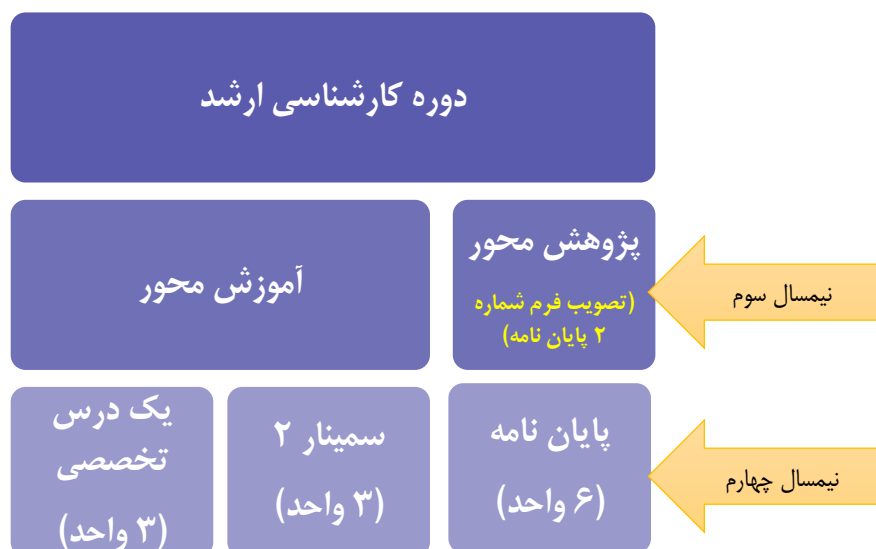 دوره کارشناسی ارشد
پژوهش محور
(تصویب فرم شماره
۲ پایان نامه)
آموزش محور
نیمسال سوم
پایان نامه
(۶ واحد)
سمینار ۲
(۳ واحد)
یک درس
تخصصی
(۳ واحد)
نیمسال چهارم